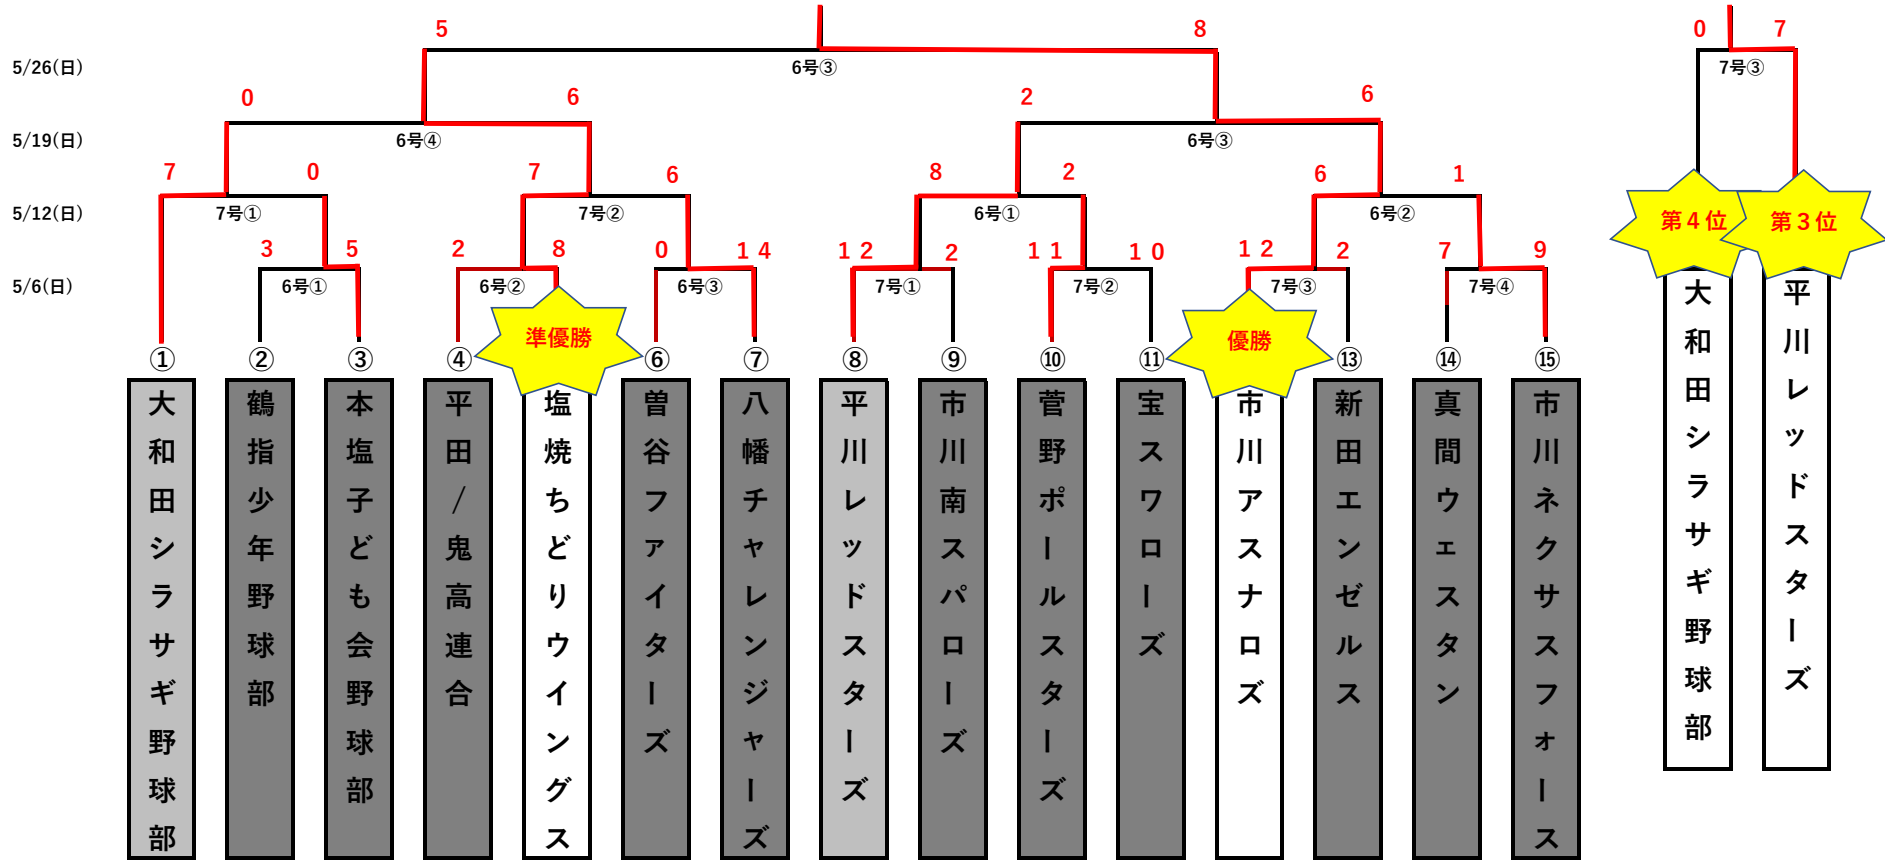 5 8 0 7
5/26(日) 6号③ 7号③
0 6 2 6
5/19(日) 6号④ 6号③
7 0 7 6 8 2 6 1
5/12(日) 7号① 7号② 6号① 6号②
第4位 第3位
3 5 2 8 0 14 12 2 11 10 12 2 7 9
5/6(日) 6号① 6号② 6号③ 7号① 7号② 7号③ 7号④
準優勝 優勝
① ② ③ ④ ⑥ ⑦ ⑧ ⑨ ⑩ ⑪ ⑬ ⑭ ⑮
大和田シラサギ野球部
鶴指少年野球部
本塩子ども会野球部
平田/鬼高連合
塩焼ちどりウイングス
曽谷ファイターズ
八幡チャレンジャーズ
平川レッドスターズ
市川南スパローズ
菅野ポールスターズ
宝スワローズ
市川アスナロズ
新田エンゼルス
真間ウェスタン
市川ネクサスフォース
大和田シラサギ野球部
平川レッドスターズ